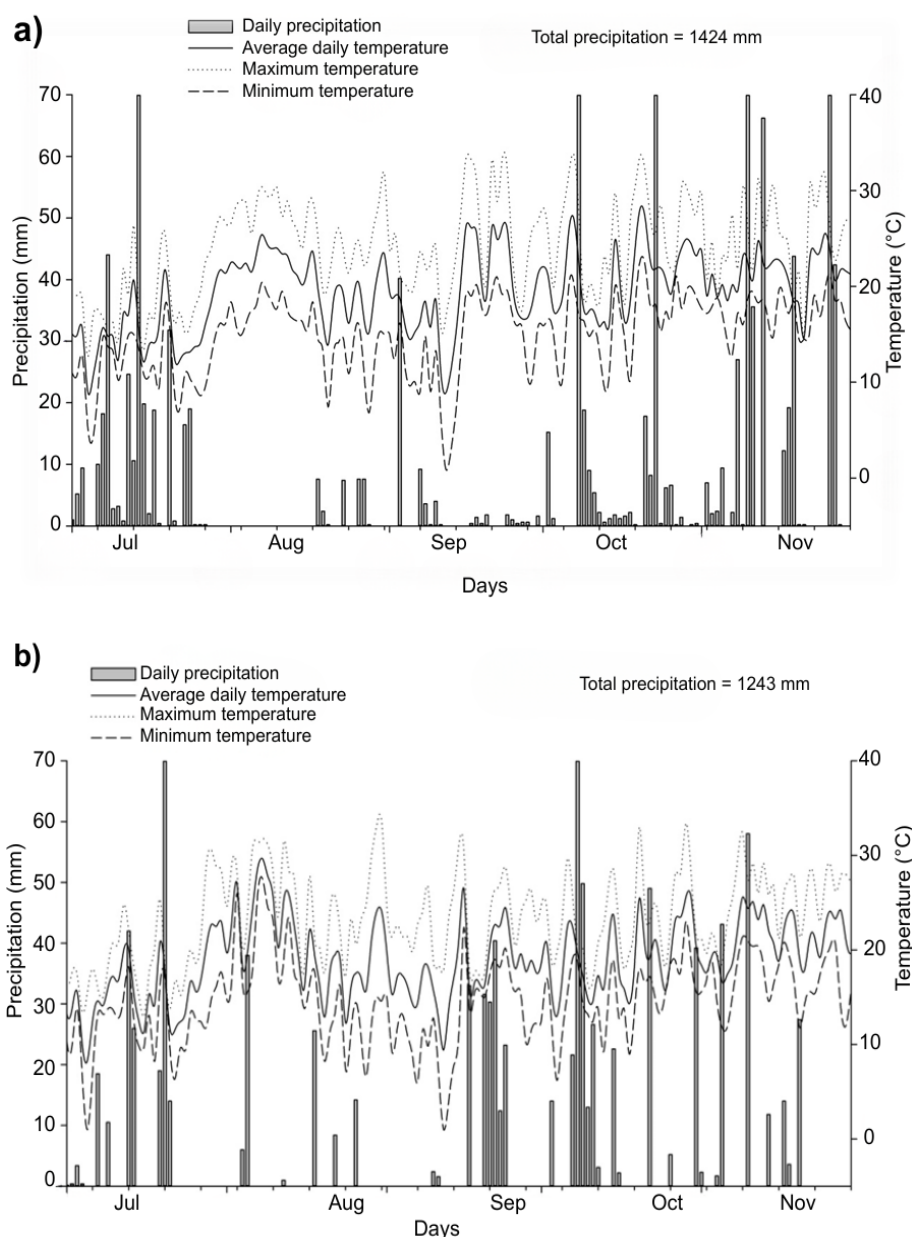 a)
Daily precipitation
Average daily temperature
Maximum temperature
Minimum temperature
Total precipitation = 1424 mm
Precipitation (mm)
70
60
50
40
30
20
10
0
Temperature (°C)
40
30
20
10
0
Jul Aug Sep Oct Nov
Days
b)
Daily precipitation
Average daily temperature
Maximum temperature
Minimum temperature
Total precipitation = 1243 mm
Precipitation (mm)
70
60
50
40
30
20
10
0
Temperature (°C)
40
30
20
10
0
Jul Aug Sep Oct Nov
Days